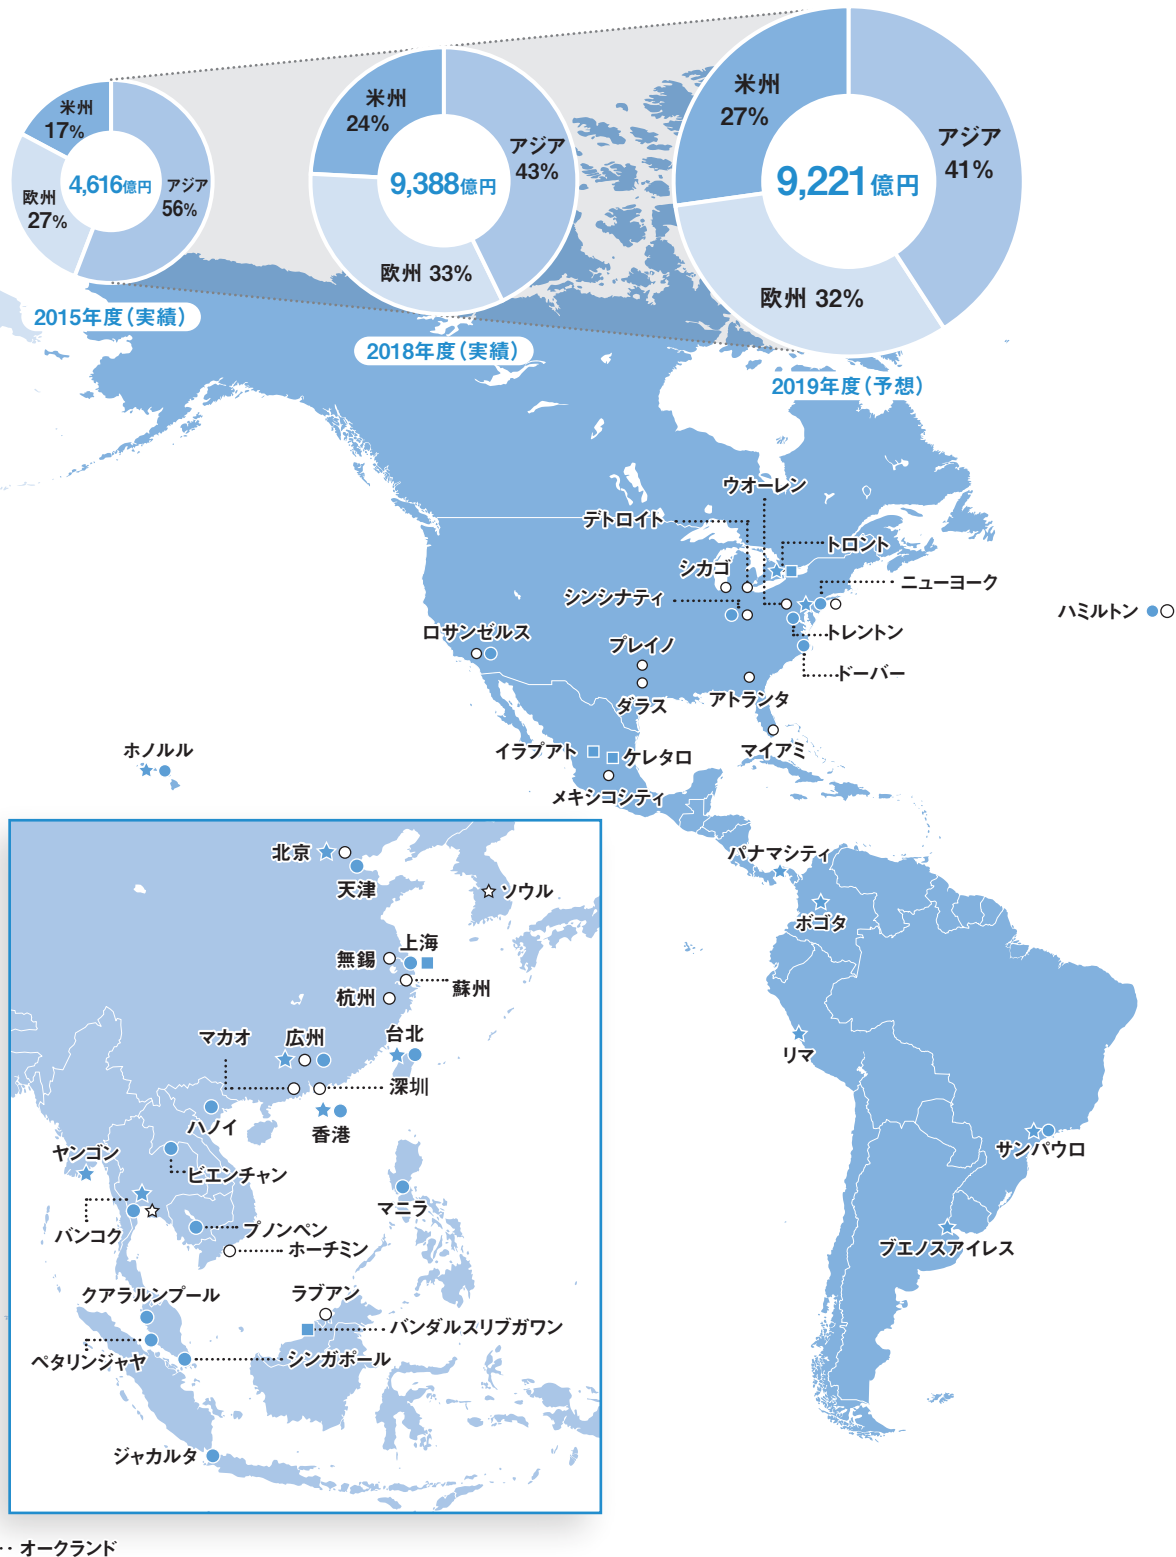 米州
17%
4,616億円
アジア
56%
欧州
27%
2015年度（実績）
米州
24%
9,388億円
アジア
43%
欧州 33%
2018年度（実績）
米州
27%
9,221億円
アジア
41%
欧州 32%
2019年度（予想）
ウオーレン
デトロイト
トロント
シカゴ
ニューヨーク
シンシナティ
ハミルトン
ロサンゼルス
トレントン
プレイノ
ドーバー
ダラス
アトランタ
ホノルル
イラプアト
ケレタロ
マイアミ
メキシコシティ
パナマシティ
ボゴタ
リマ
サンパウロ
ブエノスアイレス
北京
天津
ソウル
上海
無錫
蘇州
杭州
マカオ
広州
台北
深圳
ハノイ
香港
ヤンゴン
ビエンチャン
バンコク
マニラ
プノンペン
ホーチミン
クアラルンプール
ラブアン
バンダルスリブガワン
ペタリンジャヤ
シンガポール
ジャカルタ
オークランド